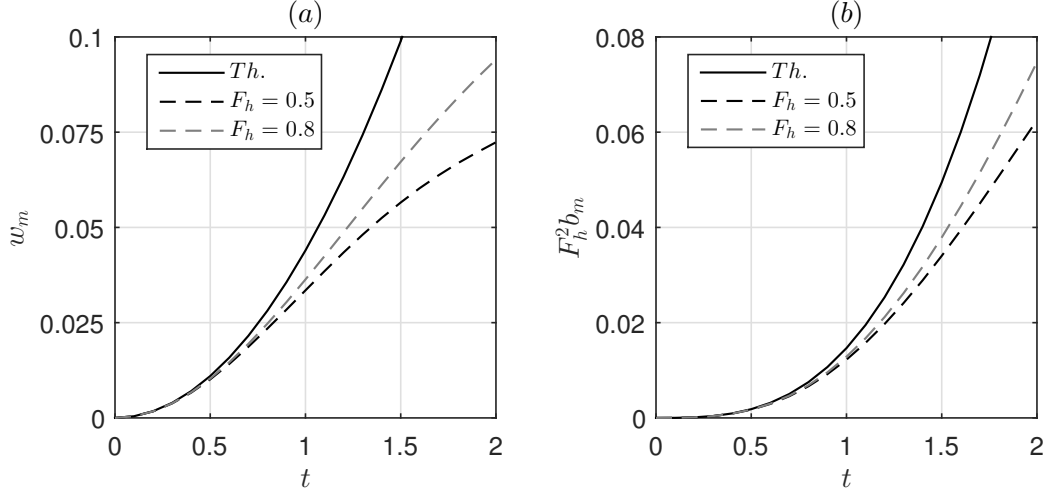 (a)
0.1
0.075
0.05
0.025
0
w_m
Th.
F_h = 0.5
F_h = 0.8
0 0.5 1 1.5 2
t
(b)
0.08
0.06
0.04
0.02
0
F_h^2 b_m
Th.
F_h = 0.5
F_h = 0.8
0 0.5 1 1.5 2
t